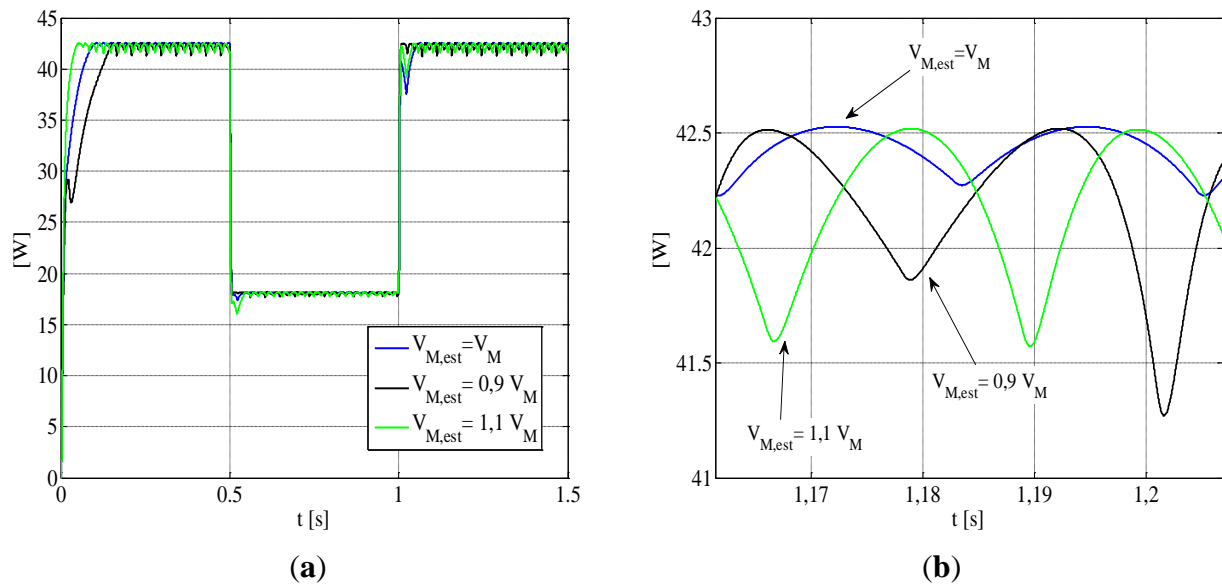 45
40
35
30
25
20
15
10
5
0
[W]
0 0.5 1 1.5
t [s]
V_M,est=V_M
V_M,est= 0,9 V_M
V_M,est= 1,1 V_M
(a)
43
42.5
42
41.5
41
[W]
1,17 1,18 1,19 1,2
t [s]
V_M,est=V_M
V_M,est= 0,9 V_M
V_M,est= 1,1 V_M
(b)